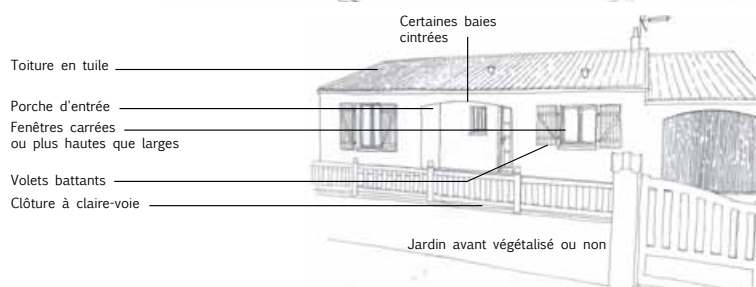 Certaines baies
cintrées
Toiture en tuile
Porche d'entrée
Fenêtres carrées
ou plus hautes que larges
Volets battants
Clôture à claire-voie
Jardin avant végétalisé ou non